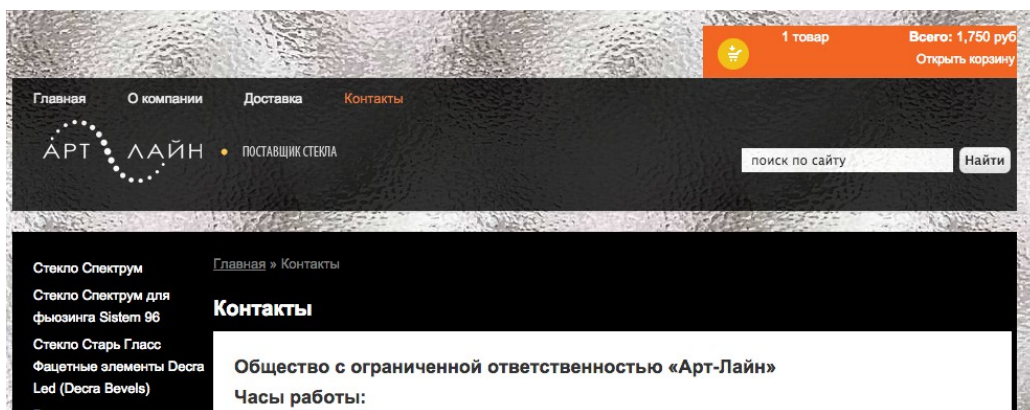 1 товар
Всего: 1,750 руб
Открыть корзину
Главная О компании Доставка Контакты
АРТ ЛАЙН • ПОСТАВЩИК СТЕКЛА
поиск по сайту Найти
Стекло Спектрум
Стекло Спектрум для
фьюзинга Sistem 96
Стекло Старь Гласс
Фацетные элементы Decra
Led (Decra Bevels)
Главная » Контакты
Контакты
Общество с ограниченной ответственностью «Арт-Лайн»
Часы работы: